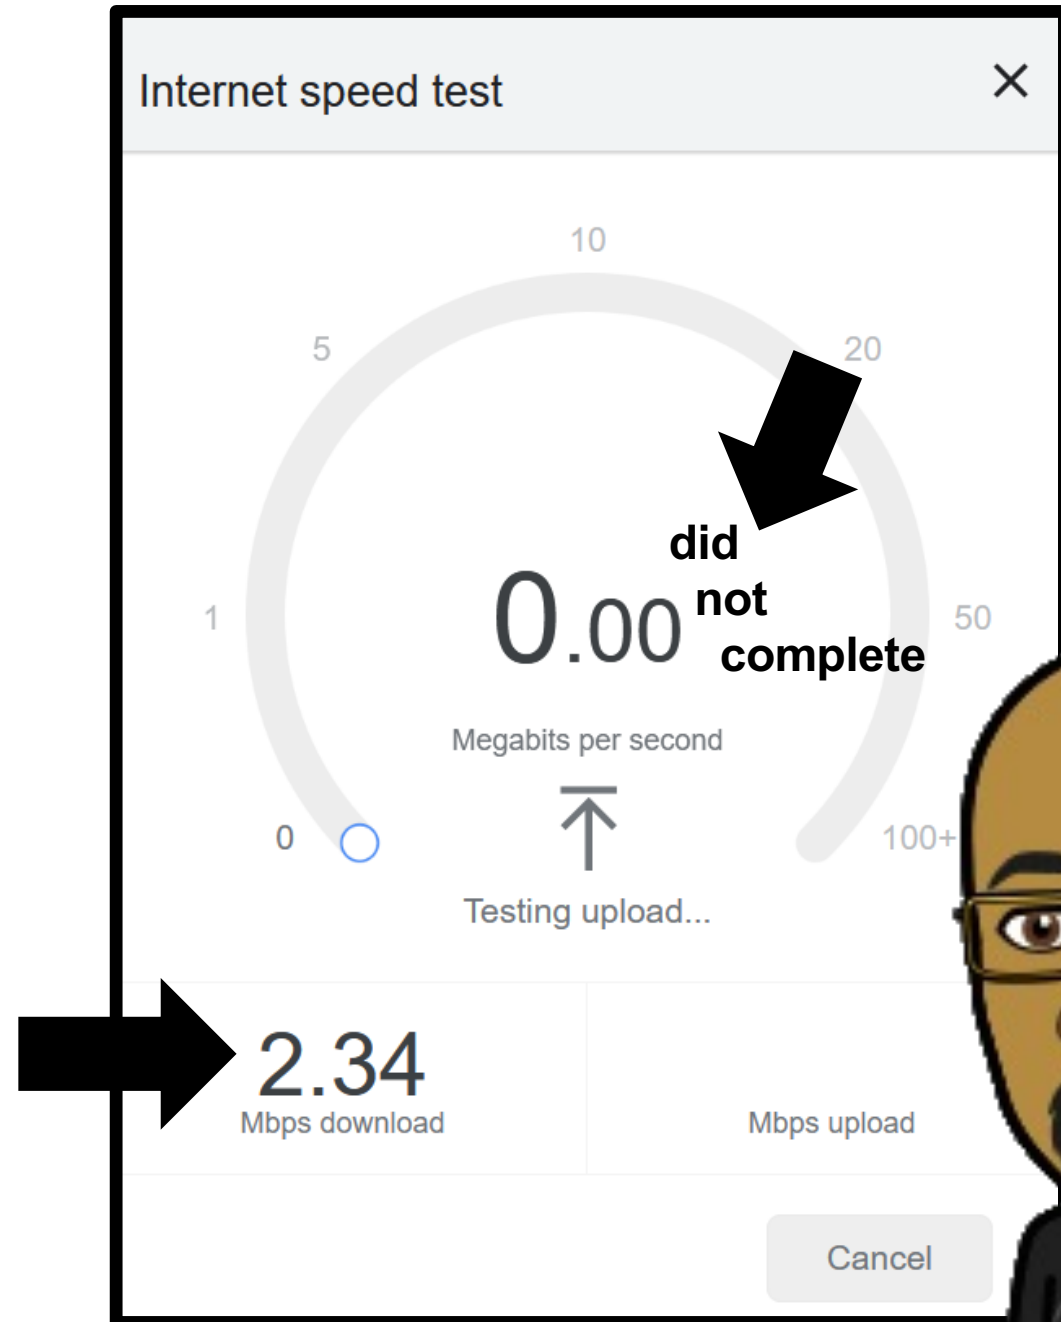 Internet speed test
10
5
20
did
not
complete
0.00
1
50
Megabits per second
0
100+
Testing upload...
2.34
Mbps download
Mbps upload
Cancel